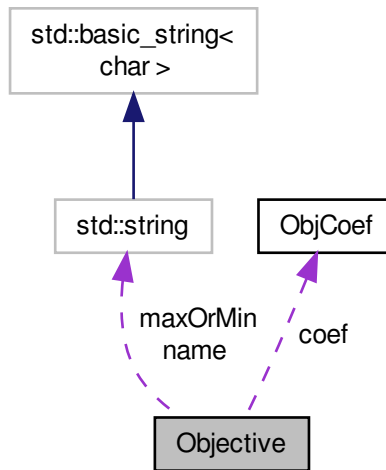 std::basic_string<
char >
std::string
ObjCoef
maxOrMin
name
coef
Objective